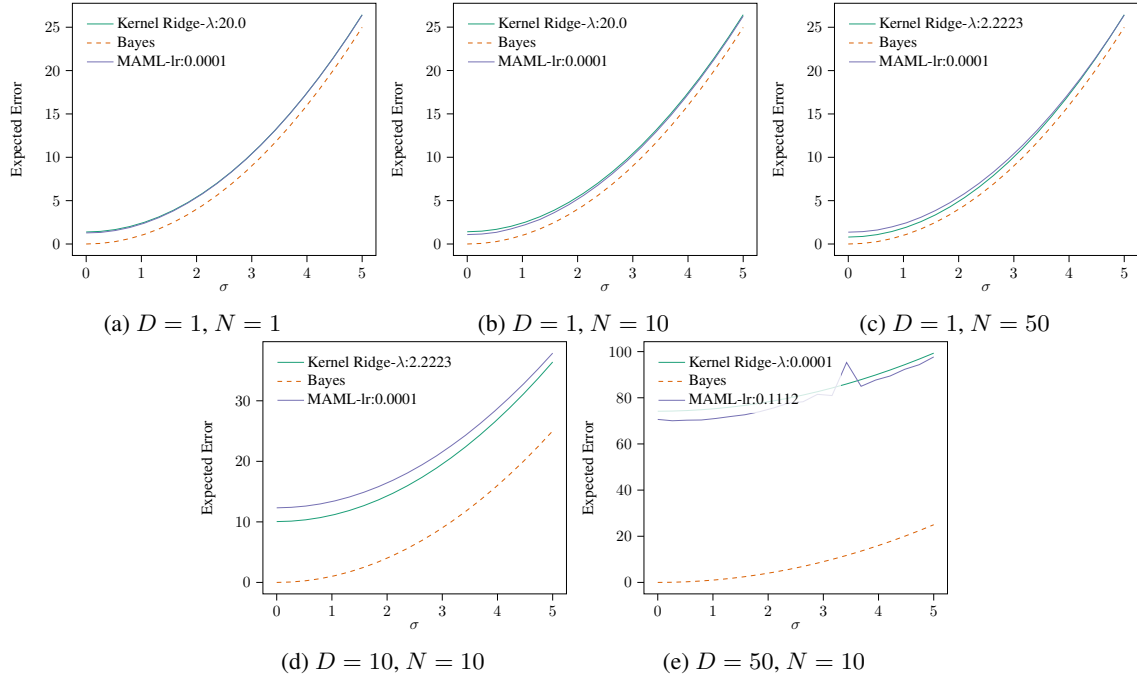 Kernel Ridge-λ:20.0
Bayes
MAML-lr:0.0001
Expected Error
25
20
15
10
5
0
0 1 2 3 4 5
σ
(a) D = 1, N = 1
Kernel Ridge-λ:20.0
Bayes
MAML-lr:0.0001
Expected Error
25
20
15
10
5
0
0 1 2 3 4 5
σ
(b) D = 1, N = 10
Kernel Ridge-λ:2.2223
Bayes
MAML-lr:0.0001
Expected Error
25
20
15
10
5
0
0 1 2 3 4 5
σ
(c) D = 1, N = 50
Kernel Ridge-λ:2.2223
Bayes
MAML-lr:0.0001
Expected Error
30
20
10
0
0 1 2 3 4 5
σ
(d) D = 10, N = 10
Kernel Ridge-λ:0.0001
Bayes
MAML-lr:0.1112
Expected Error
100
80
60
40
20
0
0 1 2 3 4 5
σ
(e) D = 50, N = 10